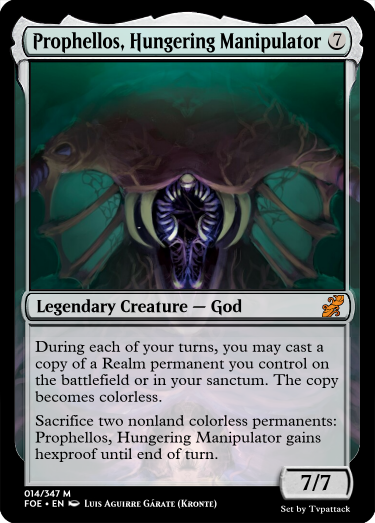 Prophellos, Hungering Manipulator 7
Legendary Creature — God
During each of your turns, you may cast a
copy of a Realm permanent you control on
the battlefield or in your sanctum. The copy
becomes colorless.
Sacrifice two nonland colorless permanents:
Prophellos, Hungering Manipulator gains
hexproof until end of turn.
7/7
014/347 M
FOE • EN Luis Aguirre Gárate (Kronte)
Set by Tvpattack